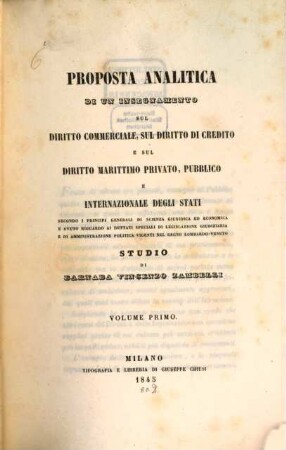 PROPOSTA ANALITICA
DI UN INSEGNAMENTO
SUL
DIRITTO COMMERCIALE, SUL DIRITTO DI CREDITO
E SUL
DIRITTO MARITTIMO PRIVATO, PUBBLICO
E
INTERNAZIONALE DEGLI STATI
SECONDO I PRINCIPJ GENERALI DI SCIENZA GIURIDICA ED ECONOMICA
E AVUTO RIGUARDO AI DETTATI SPECIALI DI LEGISLAZIONE GIUDIZIARIA
E DI AMMINISTRAZIONE POLITICA VIGENTI NEL REGNO LOMBARDO-VENETO
STUDIO
DI
BARNABA VINCENZO ZAMBELLI
VOLUME PRIMO.
MILANO
TIPOGRAFIA E LIBRERIA DI GIUSEPPE CHIUSI
1843